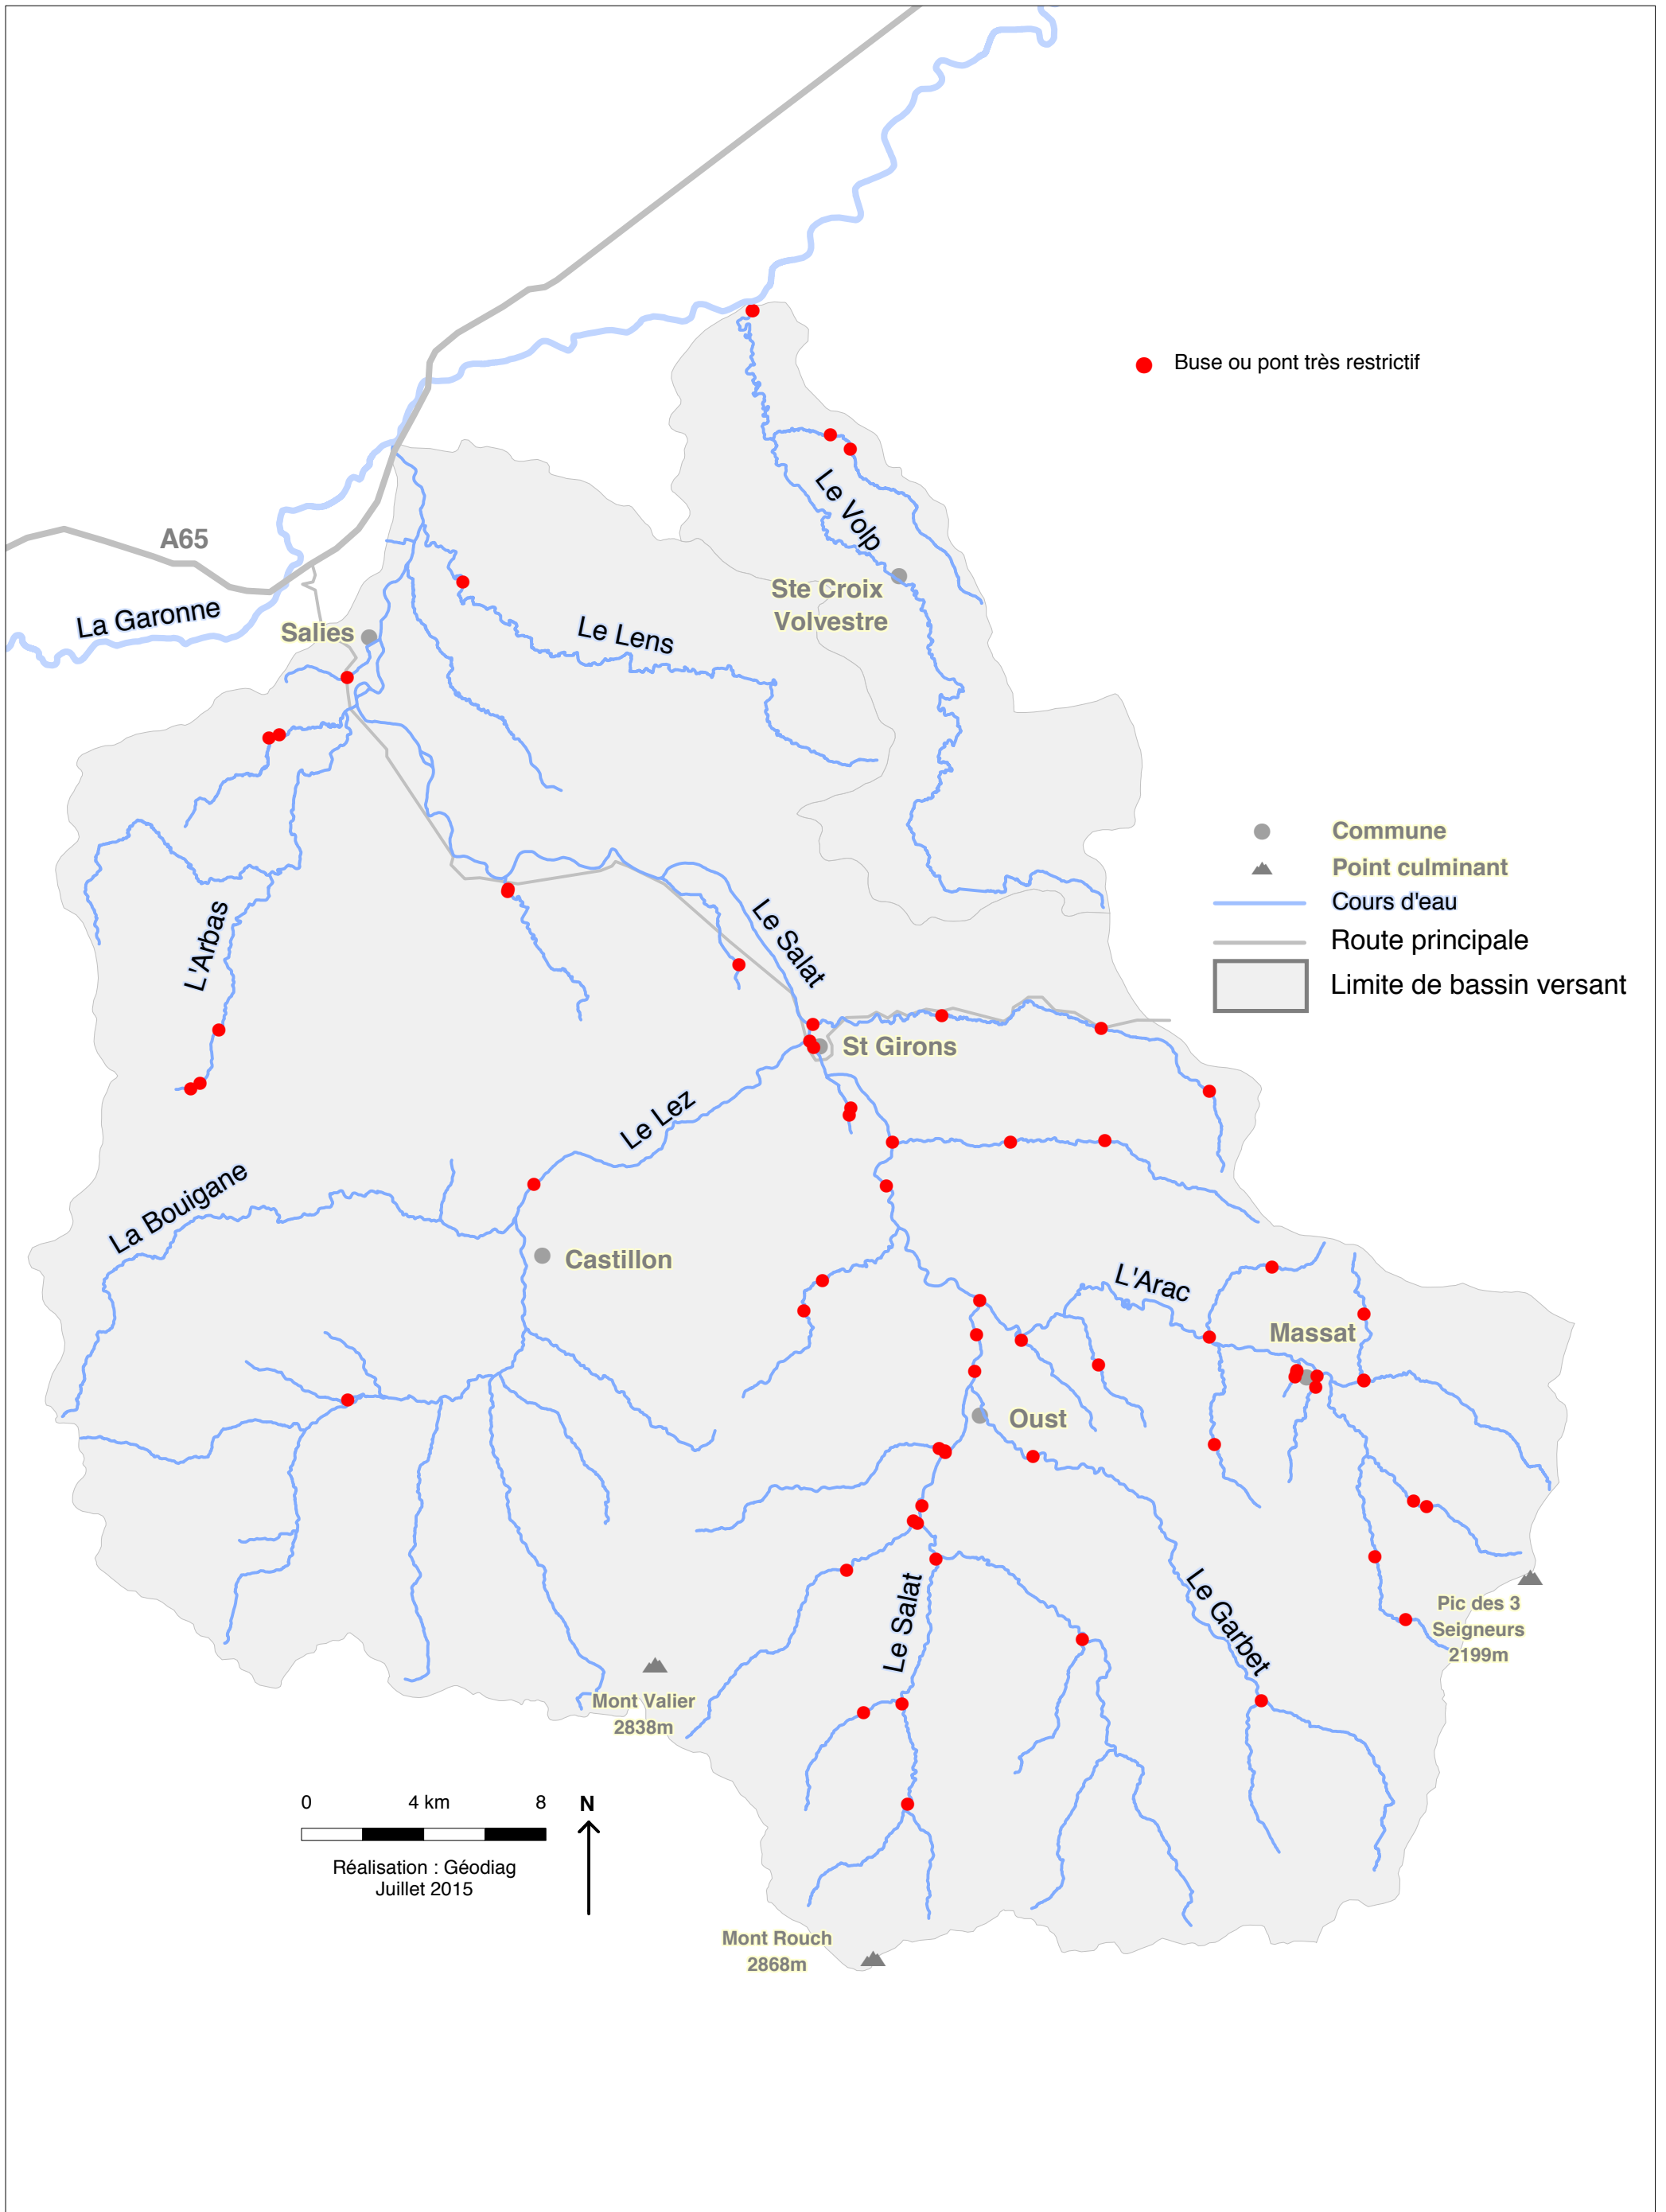 Buse ou pont très restrictif
Le Volp
A65
Ste Croix
Volvestre
La Garonne
Salies
Le Lens
Commune
Point culminant
Cours d'eau
Route principale
Limite de bassin versant
L'Arbas
Le Salat
St Girons
Le Lez
La Bouigane
Castillon
L'Arac
Massat
Oust
Le Salat
Le Garbet
Pic des 3
Seigneurs
2199m
Mont Valier
2838m
0 4 km 8 N
Réalisation : Géodiag
Juillet 2015
Mont Rouch
2868m